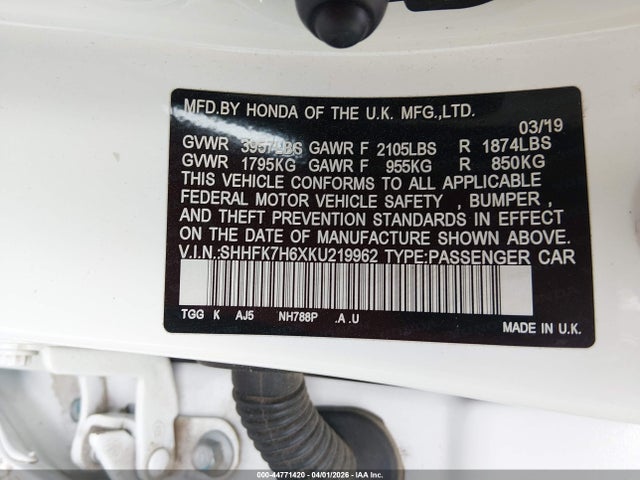 MFD.BY HONDA OF THE U.K. MFG.,LTD.
03/19
GVWR 3957LBS GAWR F 2105LBS R 1874LBS
GVWR 1795KG GAWR F 955KG R 850KG
THIS VEHICLE CONFORMS TO ALL APPLICABLE
FEDERAL MOTOR VEHICLE SAFETY , BUMPER ,
AND THEFT PREVENTION STANDARDS IN EFFECT
ON THE DATE OF MANUFACTURE SHOWN ABOVE.
V.I.N.:SHHFK7H6XKU219962 TYPE:PASSENGER CAR
TGG K AJ5 NH788P .A .U
MADE IN U.K.
000-44771420 - 04/01/2026 - IAA Inc.